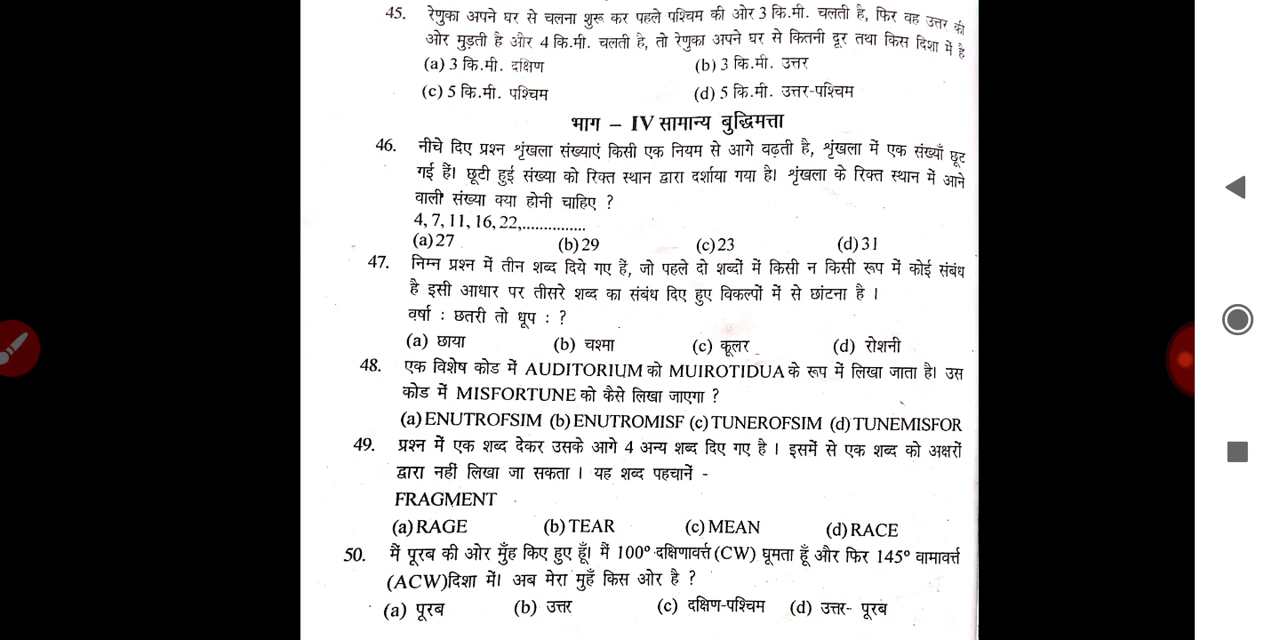 45. रेणुका अपने घर से चलना शुरू कर पहले पश्चिम की ओर 3 कि.मी. चलती है, फिर वह उत्तर की
ओर मुड़ती है और 4 कि.मी. चलती है, तो रेणुका अपने घर से कितनी दूर तथा किस दिशा में है
(a) 3 कि.मी. दक्षिण (b) 3 कि.मी. उत्तर
(c) 5 कि.मी. पश्चिम (d) 5 कि.मी. उत्तर-पश्चिम
भाग – IV सामान्य बुद्धिमत्ता
46. नीचे दिए प्रश्न शृंखला संख्याएं किसी एक नियम से आगे बढ़ती है, शृंखला में एक संख्याँ छूट
गई हैं। छूटी हुई संख्या को रिक्त स्थान द्वारा दर्शाया गया है। शृंखला के रिक्त स्थान में आने
वाली संख्या क्या होनी चाहिए ?
4, 7, 11, 16, 22,...............
(a) 27 (b) 29 (c) 23 (d) 31
47. निम्न प्रश्न में तीन शब्द दिये गए हैं, जो पहले दो शब्दों में किसी न किसी रूप में कोई संबंध
है इसी आधार पर तीसरे शब्द का संबंध दिए हुए विकल्पों में से छांटना है ।
वर्षा : छतरी तो धूप : ?
(a) छाया (b) चश्मा (c) कूलर (d) रोशनी
48. एक विशेष कोड में AUDITORIUM को MUIROTIDUA के रूप में लिखा जाता है। उस
कोड में MISFORTUNE को कैसे लिखा जाएगा ?
(a) ENUTROFSIM (b) ENUTROMISF (c) TUNEROFSIM (d) TUNEMISFOR
49. प्रश्न में एक शब्द देकर उसके आगे 4 अन्य शब्द दिए गए है । इसमें से एक शब्द को अक्षरों
द्वारा नहीं लिखा जा सकता । यह शब्द पहचानें -
FRAGMENT
(a) RAGE (b) TEAR (c) MEAN (d) RACE
50. मैं पूरब की ओर मुँह किए हुए हूँ। मैं 100° दक्षिणावर्त्त (CW) घूमता हूँ और फिर 145° वामावर्त्त
(ACW) दिशा में। अब मेरा मुहँ किस ओर है ?
(a) पूरब (b) उत्तर (c) दक्षिण-पश्चिम (d) उत्तर- पूरब